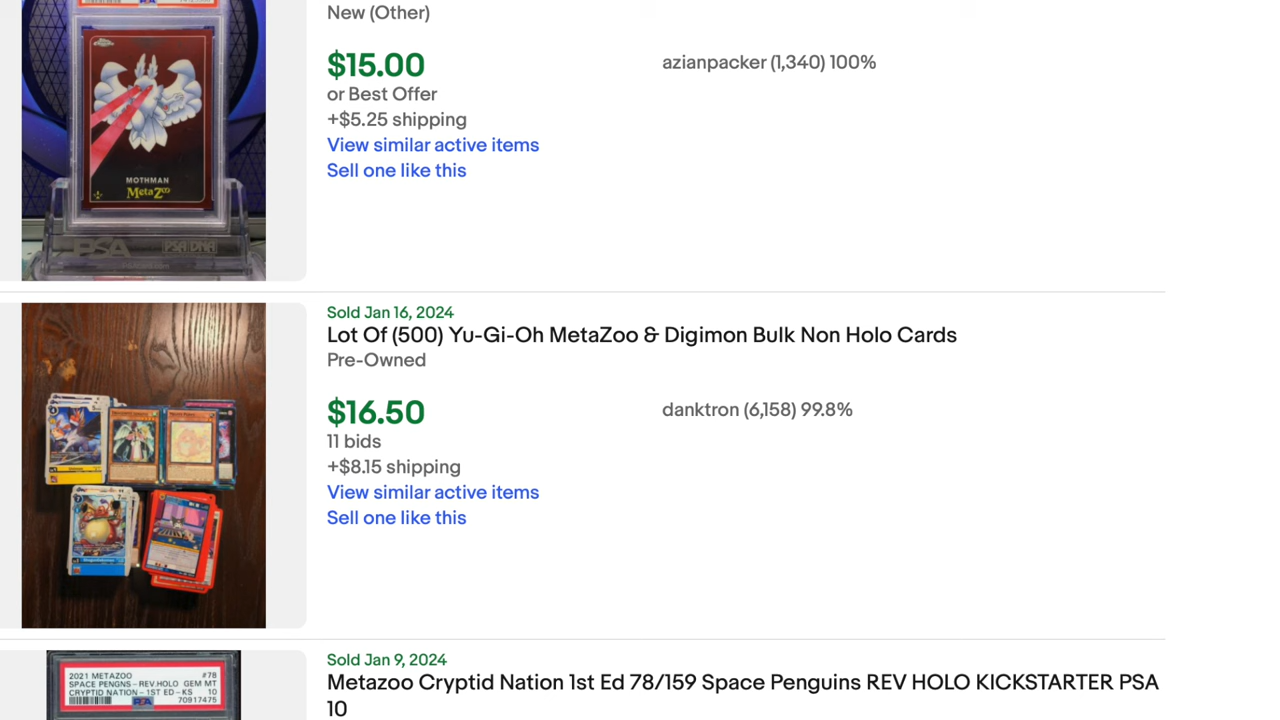 New (Other)
$15.00
azianpacker (1,340) 100%
or Best Offer
+$5.25 shipping
View similar active items
Sell one like this
MOTHMAN
MetaZoo
PSA
PSA/DNA
Sold Jan 16, 2024
Lot Of (500) Yu-Gi-Oh MetaZoo & Digimon Bulk Non Holo Cards
Pre-Owned
$16.50
danktron (6,158) 99.8%
11 bids
+$8.15 shipping
View similar active items
Sell one like this
Sold Jan 9, 2024
Metazoo Cryptid Nation 1st Ed 78/159 Space Penguins REV HOLO KICKSTARTER PSA
10
2021 METAZOO #78
SPACE PENGNS-REV.HOLO GEM MT
CRYPTID NATION-1ST ED-KS 10
PSA 70917475